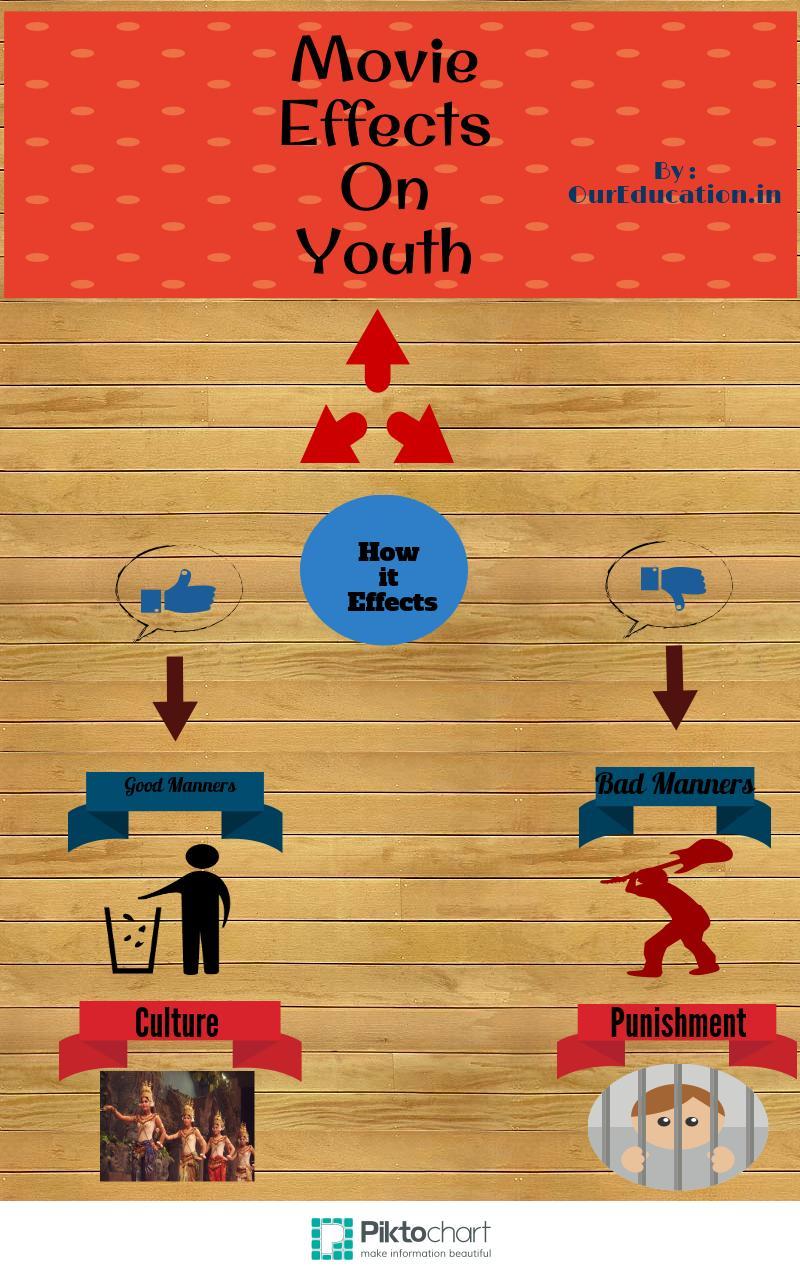 Movie
Effects
On
Youth
By :
OurEducation.in
How
it
Effects
Good Manners
Bad Manners
Culture
Punishment
Piktochart
make information beautiful